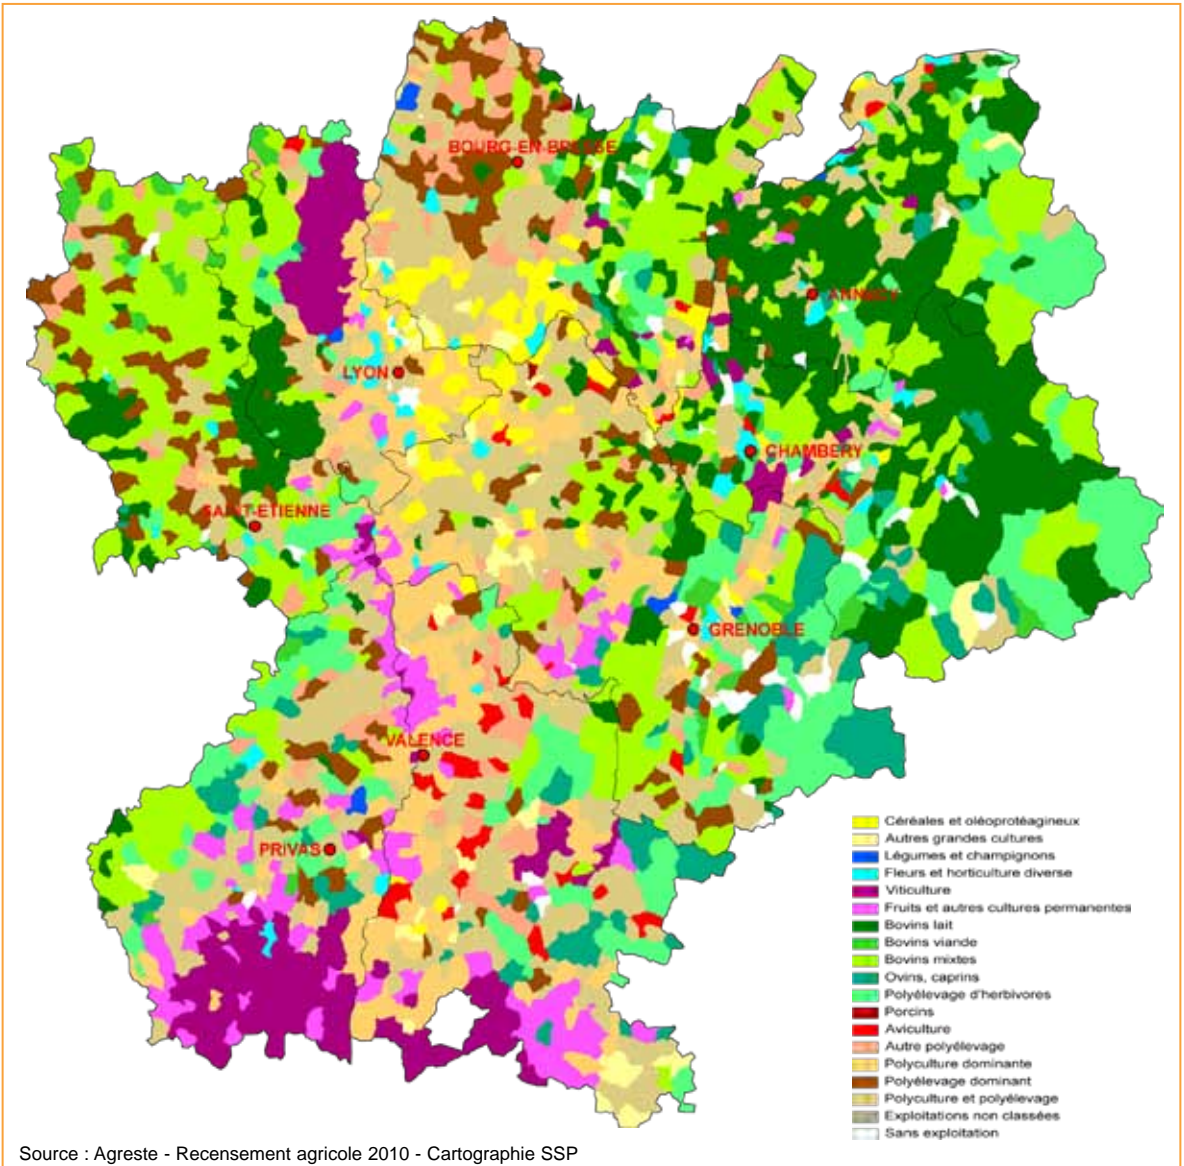 BOURG-EN-BRESSE
ANNECY
LYON
CHAMBERY
SAINT-ETIENNE
GRENOBLE
VALENCE
PRIVAS
Céréales et oléoprotéagineux
Autres grandes cultures
Légumes et champignons
Fleurs et horticulture diverse
Viticulture
Fruits et autres cultures permanentes
Bovins lait
Bovins viande
Bovins mixtes
Ovins, caprins
Polyélevage d'herbivores
Porcins
Aviculture
Autre polyélevage
Polyculture dominante
Polyélevage dominant
Polyculture et polyélevage
Exploitations non classées
Sans exploitation
Source : Agreste - Recensement agricole 2010 - Cartographie SSP